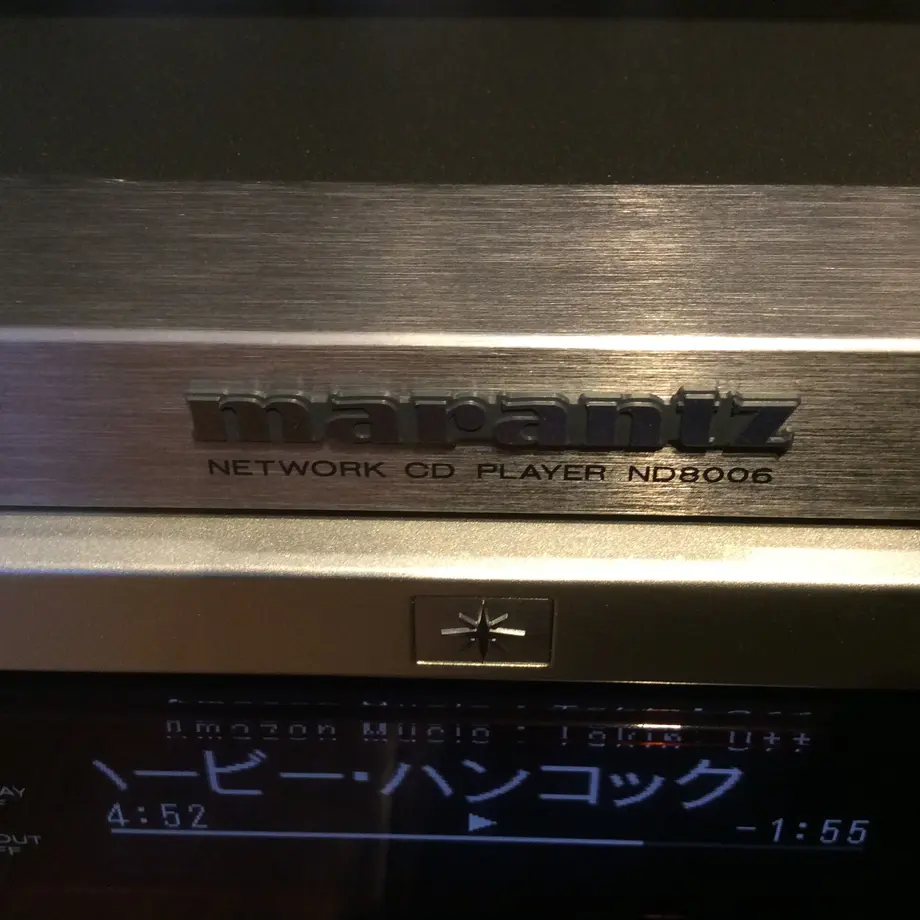 marantz
NETWORK CD PLAYER ND8006
Amazon Music : Takin' Off
ハービー・ハンコック
4:52
-1:55